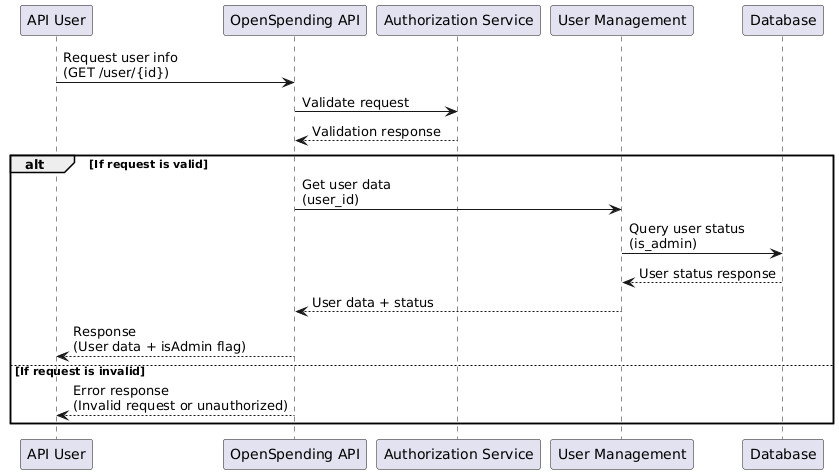 API User
OpenSpending API
Authorization Service
User Management
Database
Request user info
(GET /user/{id})
Validate request
Validation response
alt
[If request is valid]
Get user data
(user_id)
Query user status
(is_admin)
User status response
User data + status
Response
(User data + isAdmin flag)
[If request is invalid]
Error response
(Invalid request or unauthorized)
API User
OpenSpending API
Authorization Service
User Management
Database